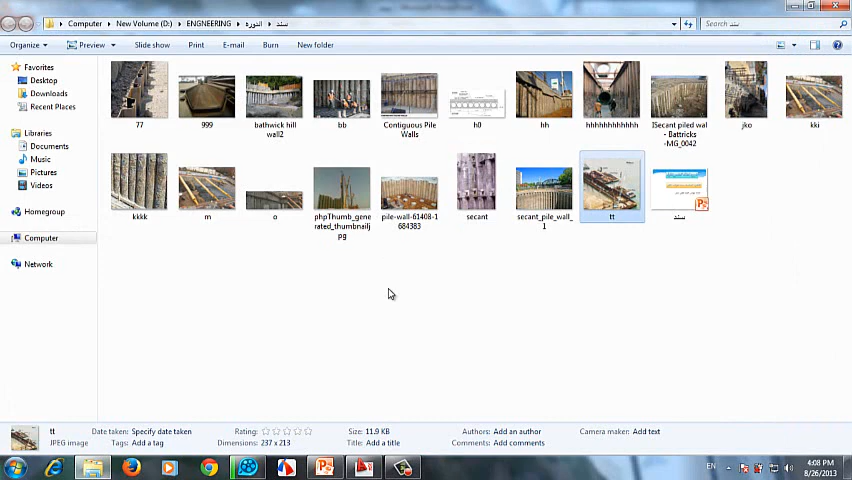 Computer ▸ New Volume (D:) ▸ ENGNEERING ▸ الثورة ▸ سند
Search سند
Organize
Preview
Slide show
Print
E-mail
Burn
New folder
Favorites
Desktop
Downloads
Recent Places
Libraries
Documents
Music
Pictures
Videos
Homegroup
Computer
Network
77
999
bathwick hill
wall2
bb
Contiguous Pile
Walls
h0
hh
hhhhhhhhhhh
ISecant piled wal
- Battricks
-MG_0042
jko
kki
kkkk
m
o
phpThumb_gene
rated_thumbnailj
pg
pile-wall-61408-1
684383
secant
secant_pile_wall_
1
tt
سند
tt
JPEG image
Date taken: Specify date taken
Tags: Add a tag
Rating:
Dimensions: 237 x 213
Size: 11.9 KB
Title: Add a title
Authors: Add an author
Comments: Add comments
Camera maker: Add text
EN
4:08 PM
8/26/2013